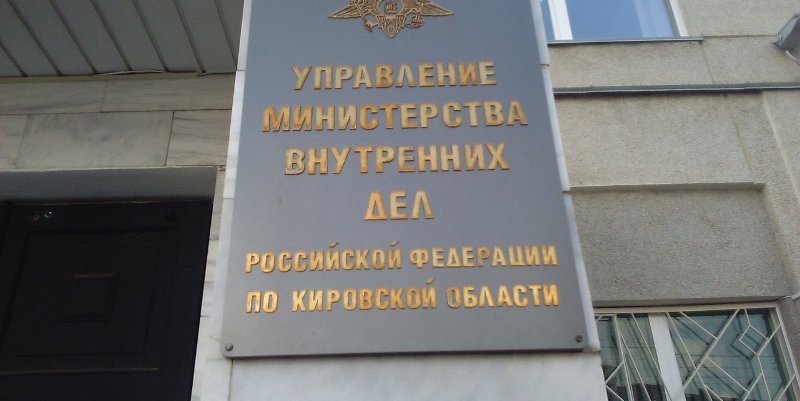 УПРАВЛЕНИЕ
МИНИСТЕРСТВА
ВНУТРЕННИХ
ДЕЛ
РОССИЙСКОЙ ФЕДЕРАЦИИ
ПО КИРОВСКОЙ ОБЛАСТИ